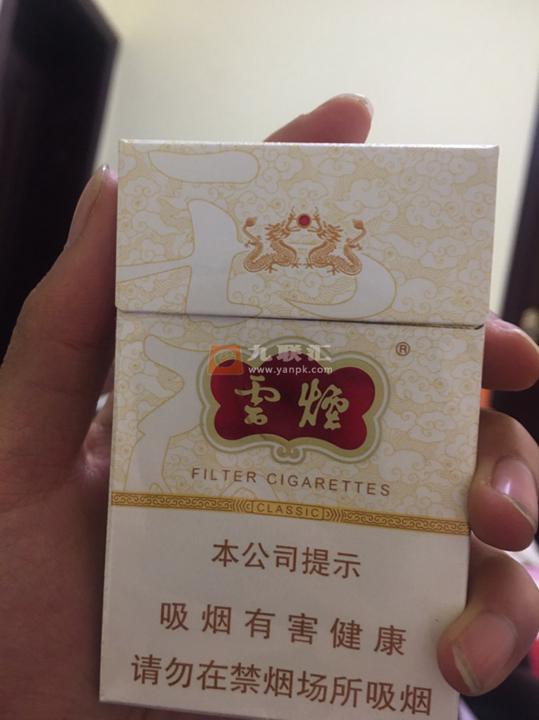 九联汇
www.yanpk.com
®
雲煙
FILTER CIGARETTES
CLASSIC
本公司提示
吸烟有害健康
请勿在禁烟场所吸烟